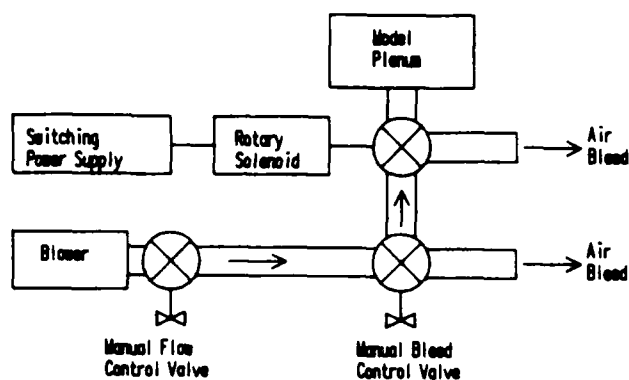 Model
Plenum
Switching
Power Supply
Rotary
Solenoid
Air
Bleed
Blower
Air
Bleed
Manual Flow
Control Valve
Manual Bleed
Control Valve